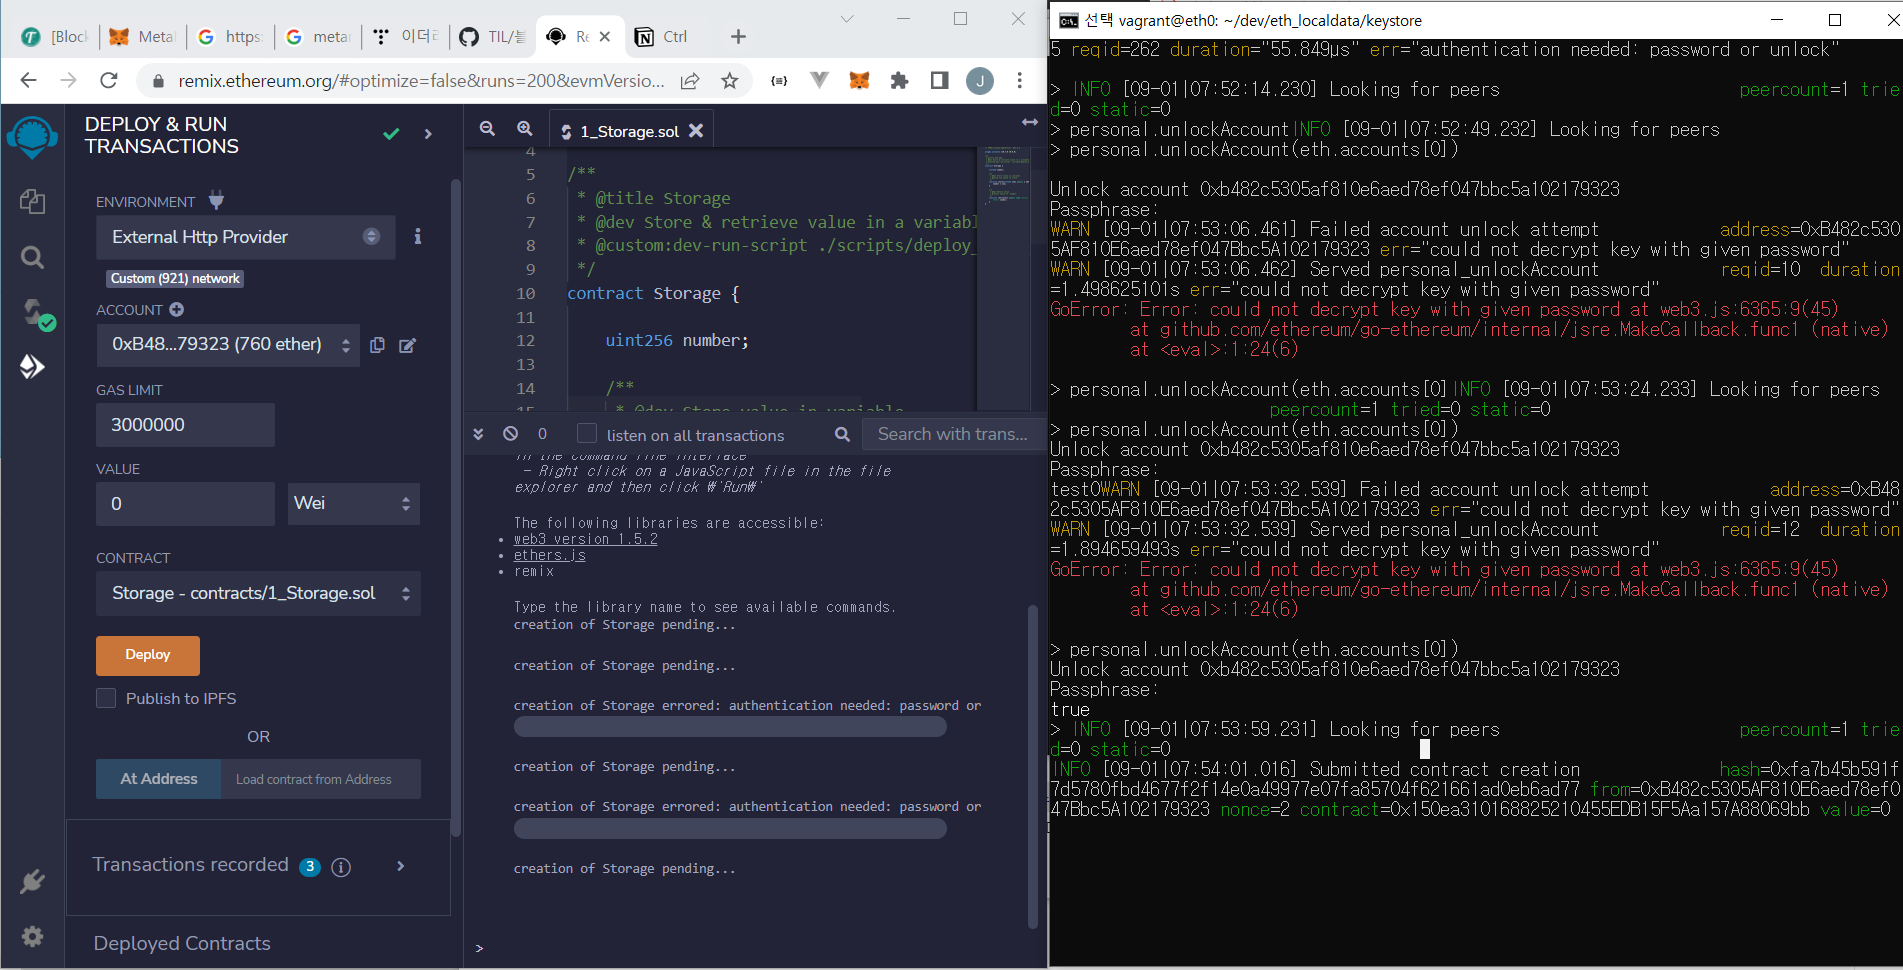 [Bloc
Meta
https:
metar
이더리
TIL/블
Re
Ctrl
remix.ethereum.org/#optimize=false&runs=200&evmVersio...
J
DEPLOY & RUN
TRANSACTIONS
ENVIRONMENT
External Http Provider
Custom (921) network
ACCOUNT
0xB48...79323 (760 ether)
GAS LIMIT
3000000
VALUE
0
Wei
CONTRACT
Storage - contracts/1_Storage.sol
Deploy
Publish to IPFS
OR
At Address
Load contract from Address
Transactions recorded 3
Deployed Contracts
1_Storage.sol
4
5 /**
6 * @title Storage
7 * @dev Store & retrieve value in a variabl
8 * @custom:dev-run-script ./scripts/deploy_
9 */
10 contract Storage {
11
12 uint256 number;
13
14 /**
15 * @dev Store value in variable
0
listen on all transactions
Search with trans...
in the command line interface
- Right click on a JavaScript file in the file
explorer and then click ₩`Run₩`
The following libraries are accessible:
• web3 version 1.5.2
• ethers.js
• remix
Type the library name to see available commands.
creation of Storage pending...
creation of Storage pending...
creation of Storage errored: authentication needed: password or
creation of Storage pending...
creation of Storage errored: authentication needed: password or
creation of Storage pending...
>
선택 vagrant@eth0: ~/dev/eth_localdata/keystore
5 reqid=262 duration="55.849µs" err="authentication needed: password or unlock"
> INFO [09-01|07:52:14.230] Looking for peers peercount=1 trie
d=0 static=0
> personal.unlockAccountINFO [09-01|07:52:49.232] Looking for peers
> personal.unlockAccount(eth.accounts[0])
Unlock account 0xb482c5305af810e6aed78ef047bbc5a102179323
Passphrase:
WARN [09-01|07:53:06.461] Failed account unlock attempt address=0xB482c530
5AF810E6aed78ef047Bbc5A102179323 err="could not decrypt key with given password"
WARN [09-01|07:53:06.462] Served personal_unlockAccount reqid=10 duration
=1.498625101s err="could not decrypt key with given password"
GoError: Error: could not decrypt key with given password at web3.js:6365:9(45)
at github.com/ethereum/go-ethereum/internal/jsre.MakeCallback.func1 (native)
at <eval>:1:24(6)
> personal.unlockAccount(eth.accounts[0]INFO [09-01|07:53:24.233] Looking for peers
peercount=1 tried=0 static=0
> personal.unlockAccount(eth.accounts[0])
Unlock account 0xb482c5305af810e6aed78ef047bbc5a102179323
Passphrase:
test0WARN [09-01|07:53:32.539] Failed account unlock attempt address=0xB48
2c5305AF810E6aed78ef047Bbc5A102179323 err="could not decrypt key with given password"
WARN [09-01|07:53:32.539] Served personal_unlockAccount reqid=12 duration
=1.894659493s err="could not decrypt key with given password"
GoError: Error: could not decrypt key with given password at web3.js:6365:9(45)
at github.com/ethereum/go-ethereum/internal/jsre.MakeCallback.func1 (native)
at <eval>:1:24(6)
> personal.unlockAccount(eth.accounts[0])
Unlock account 0xb482c5305af810e6aed78ef047bbc5a102179323
Passphrase:
true
> INFO [09-01|07:53:59.231] Looking for peers peercount=1 trie
d=0 static=0
INFO [09-01|07:54:01.016] Submitted contract creation hash=0xfa7b45b591f
7d5780fbd4677f2f14e0a49977e07fa85704f621661ad0eb6ad77 from=0xB482c5305AF810E6aed78ef0
47Bbc5A102179323 nonce=2 contract=0x150ea310168825210455EDB15F5Aa157A88069bb value=0